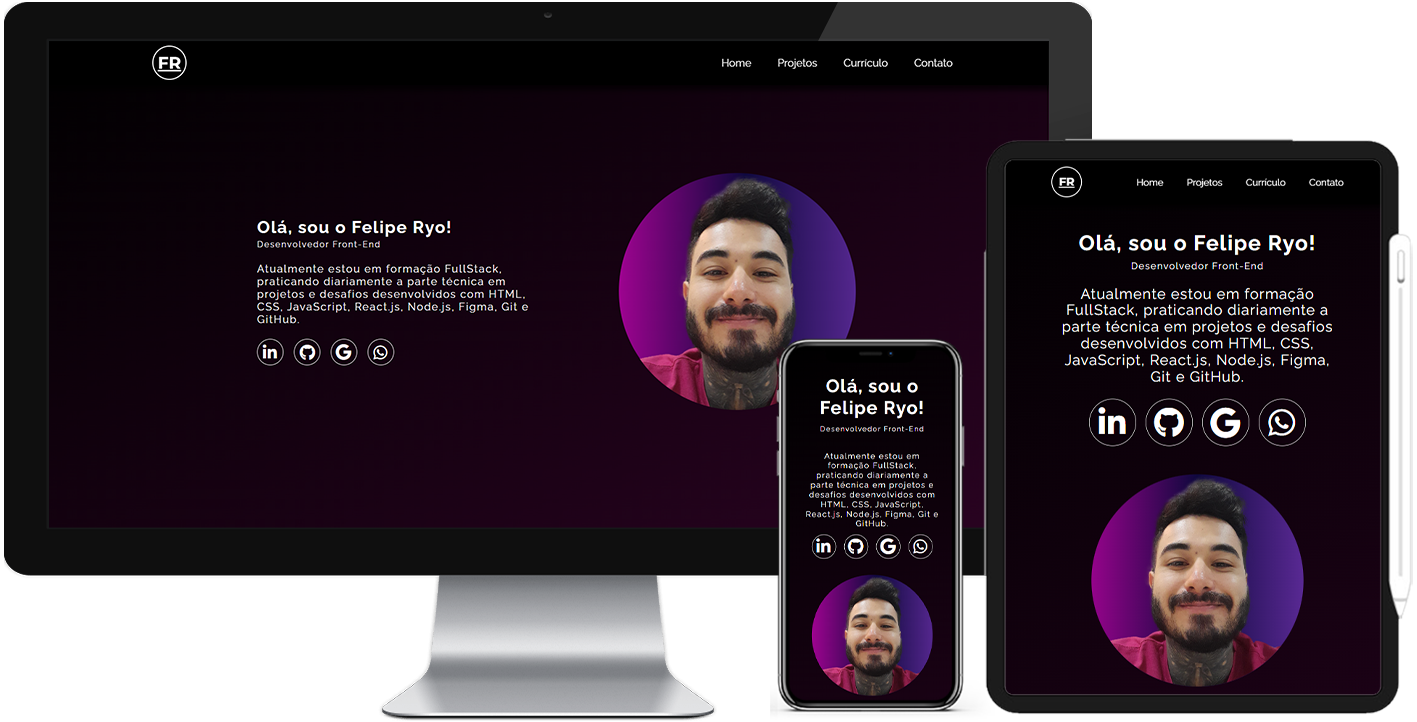 FR
Home Projetos Currículo Contato
Olá, sou o Felipe Ryo!
Desenvolvedor Front-End
Atualmente estou em formação FullStack,
praticando diariamente a parte técnica em
projetos e desafios desenvolvidos com HTML,
CSS, JavaScript, React.js, Node.js, Figma, Git e
GitHub.
in G
Olá, sou o
Felipe Ryo!
Desenvolvedor Front-End
Atualmente estou em
formação FullStack,
praticando diariamente a
parte técnica em projetos e
desafios desenvolvidos com
HTML, CSS, JavaScript,
React.js, Node.js, Figma, Git e
GitHub.
in G
FR
Home Projetos Currículo Contato
Olá, sou o Felipe Ryo!
Desenvolvedor Front-End
Atualmente estou em formação
FullStack, praticando diariamente a
parte técnica em projetos e desafios
desenvolvidos com HTML, CSS,
JavaScript, React.js, Node.js, Figma,
Git e GitHub.
in G